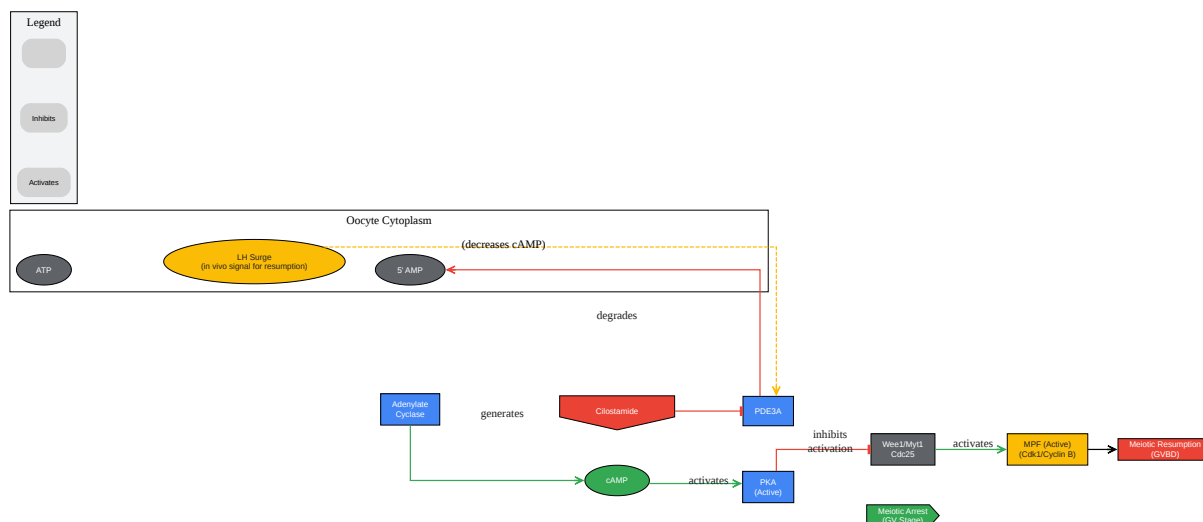 Legend
Inhibits
Activates
Oocyte Cytoplasm
(decreases cAMP)
LH Surge
(in vivo signal for resumption)
ATP
5' AMP
degrades
Adenylate
Cyclase
generates
Cilostamide
PDE3A
inhibits
activation
Wee1/Myt1
Cdc25
activates
MPF (Active)
(Cdk1/Cyclin B)
Meiotic Resumption
(GVBD)
cAMP
activates
PKA
(Active)
Meiotic Arrest
(GV Stage)